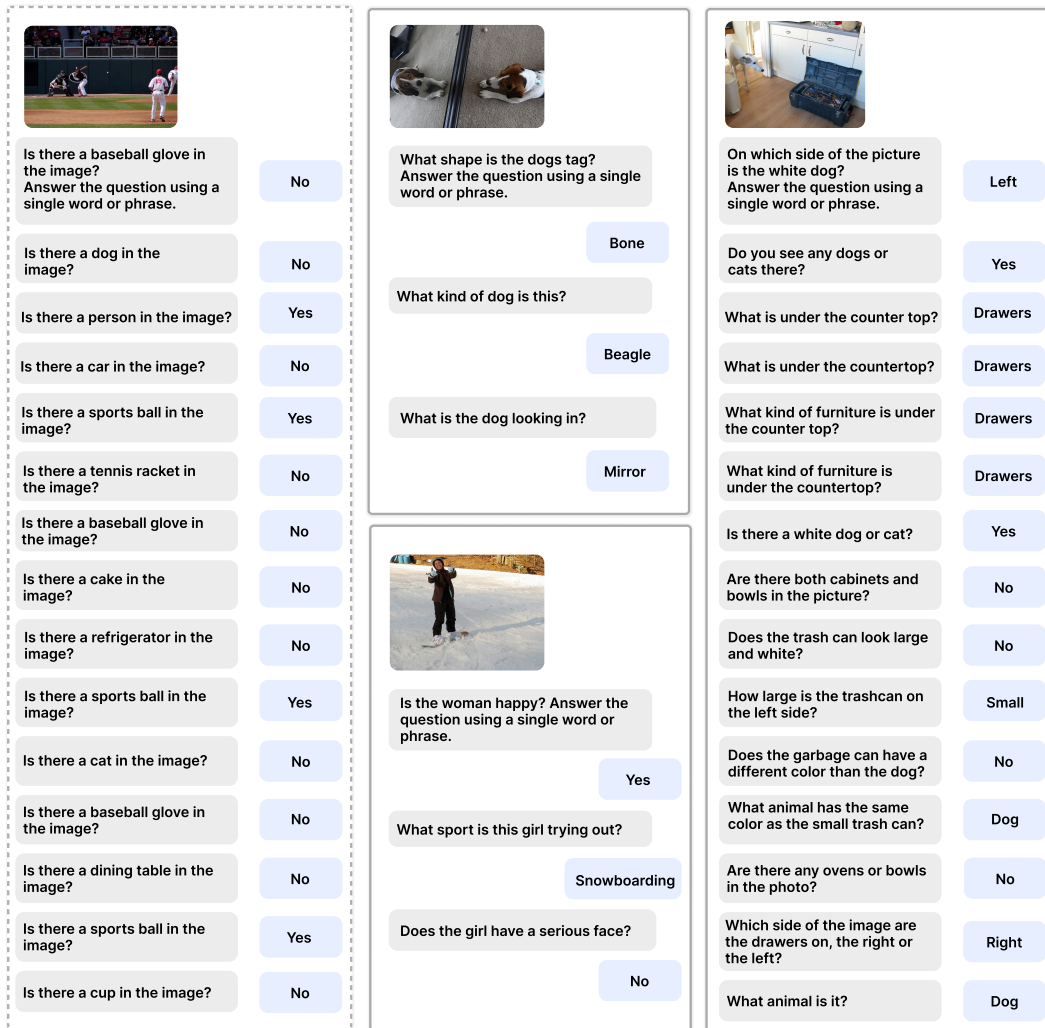 Is there a baseball glove in
the image?
Answer the question using a
single word or phrase.
No
Is there a dog in the
image?
No
Is there a person in the image?
Yes
Is there a car in the image?
No
Is there a sports ball in the
image?
Yes
Is there a tennis racket in
the image?
No
Is there a baseball glove in
the image?
No
Is there a cake in the
image?
No
Is there a refrigerator in the
image?
No
Is there a sports ball in the
image?
Yes
Is there a cat in the image?
No
Is there a baseball glove in
the image?
No
Is there a dining table in the
image?
No
Is there a sports ball in the
image?
Yes
Is there a cup in the image?
No
What shape is the dogs tag?
Answer the question using a single
word or phrase.
Bone
What kind of dog is this?
Beagle
What is the dog looking in?
Mirror
Is the woman happy? Answer the
question using a single word or
phrase.
Yes
What sport is this girl trying out?
Snowboarding
Does the girl have a serious face?
No
On which side of the picture
is the white dog?
Answer the question using a
single word or phrase.
Left
Do you see any dogs or
cats there?
Yes
What is under the counter top?
Drawers
What is under the countertop?
Drawers
What kind of furniture is under
the counter top?
Drawers
What kind of furniture is
under the countertop?
Drawers
Is there a white dog or cat?
Yes
Are there both cabinets and
bowls in the picture?
No
Does the trash can look large
and white?
No
How large is the trashcan on
the left side?
Small
Does the garbage can have a
different color than the dog?
No
What animal has the same
color as the small trash can?
Dog
Are there any ovens or bowls
in the photo?
No
Which side of the image are
the drawers on, the right or
the left?
Right
What animal is it?
Dog